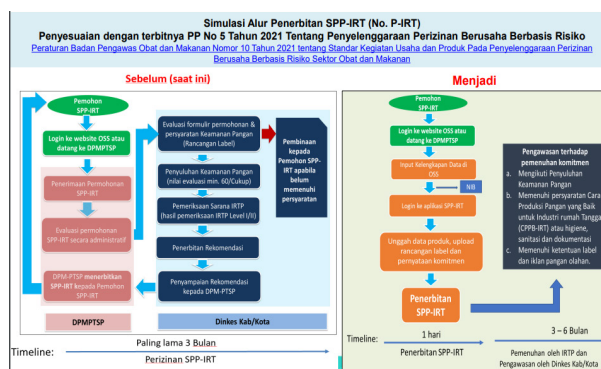 Simulasi Alur Penerbitan SPP-IRT (No. P-IRT)
Penyesuaian dengan terbitnya PP No 5 Tahun 2021 Tentang Penyelenggaraan Perizinan Berusaha Berbasis Risiko
Peraturan Badan Pengawas Obat dan Makanan Nomor 10 Tahun 2021 tentang Standar Kegiatan Usaha dan Produk Pada Penyelenggaraan Perizinan
Berusaha Berbasis Risiko Sektor Obat dan Makanan
Sebelum (saat ini)
Pemohon
SPP-IRT
Login ke website OSS atau
datang ke DPMPTSP
Penerimaan Permohonan
SPP-IRT
Evaluasi permohonan
SPP-IRT secara administratif
DPM-PTSP menerbitkan
SPP-IRT kepada Pemohon
SPP-IRT
DPMPTSP
Evaluasi formulir permohonan &
persyaratan Keamanan Pangan
(Rancangan Label)
Penyuluhan Keamanan Pangan
(nilai evaluasi min. 60/Cukup)
Pemeriksaan Sarana IRTP
(hasil pemeriksaan IRTP Level I/II)
Penerbitan Rekomendasi
Penyampaian Rekomendasi
kepada DPM-PTSP
Dinkes Kab/Kota
Pembinaan
kepada
Pemohon SPP-
IRT apabila
belum
memenuhi
persyaratan
Timeline:
Paling lama 3 Bulan
Perizinan SPP-IRT
Menjadi
Pemohon
SPP-IRT
Login ke website OSS atau
datang ke DPMPTSP
Input Kelengkapan Data di
OSS
NIB
Login ke aplikasi SPP-IRT
Unggah data produk, upload
rancangan label dan
pernyataan komitmen
Penerbitan
SPP-IRT
Pengawasan terhadap
pemenuhan komitmen
a. Mengikuti Penyuluhan
Keamanan Pangan
b. Memenuhi persyaratan Cara
Produksi Pangan yang Baik
untuk Industri rumah Tangga
(CPPB-IRT) atau higiene,
sanitasi dan dokumentasi
c. Memenuhi ketentuan label
dan iklan pangan olahan.
Timeline:
1 hari
Penerbitan SPP-IRT
3 – 6 Bulan
Pemenuhan oleh IRTP dan
Pengawasan oleh Dinkes Kab/Kota